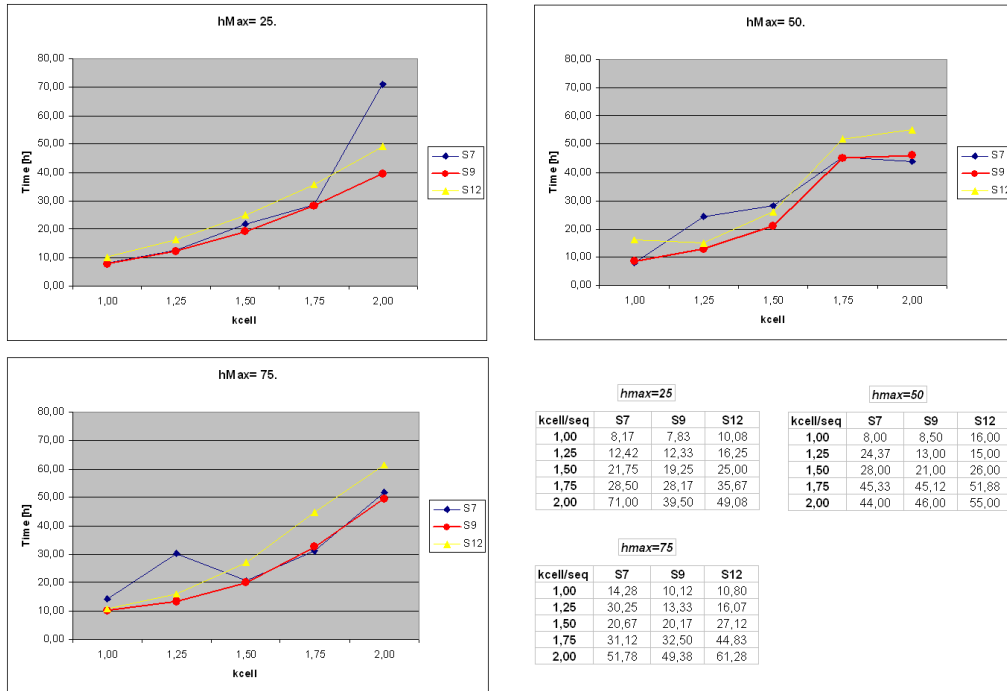 hMax= 25.
80,00
70,00
60,00
50,00
40,00
30,00
20,00
10,00
0,00
Time [h]
1,00 1,25 1,50 1,75 2,00
kcell
S7
S9
S12
hMax= 50.
80,00
70,00
60,00
50,00
40,00
30,00
20,00
10,00
0,00
Time [h]
1,00 1,25 1,50 1,75 2,00
kcell
S7
S9
S12
hMax= 75.
80,00
70,00
60,00
50,00
40,00
30,00
20,00
10,00
0,00
Time [h]
1,00 1,25 1,50 1,75 2,00
kcell
S7
S9
S12
hmax=25
kcell/seq S7 S9 S12
1,00 8,17 7,83 10,08
1,25 12,42 12,33 16,25
1,50 21,75 19,25 25,00
1,75 28,50 28,17 35,67
2,00 71,00 39,50 49,08
hmax=50
kcell/seq S7 S9 S12
1,00 8,00 8,50 16,00
1,25 24,37 13,00 15,00
1,50 28,00 21,00 26,00
1,75 45,33 45,12 51,88
2,00 44,00 46,00 55,00
hmax=75
kcell/seq S7 S9 S12
1,00 14,28 10,12 10,80
1,25 30,25 13,33 16,07
1,50 20,67 20,17 27,12
1,75 31,12 32,50 44,83
2,00 51,78 49,38 61,28